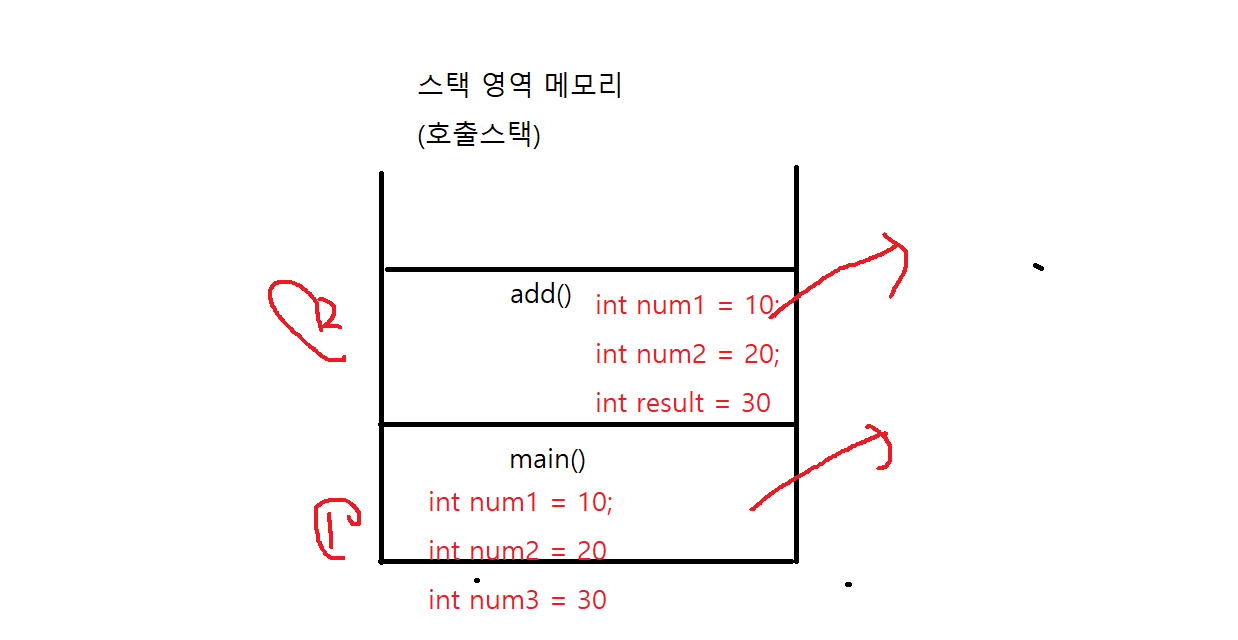 스택 영역 메모리
(호출스택)
add()
int num1 = 10;
int num2 = 20;
int result = 30
2
main()
int num1 = 10;
int num2 = 20
int num3 = 30
1